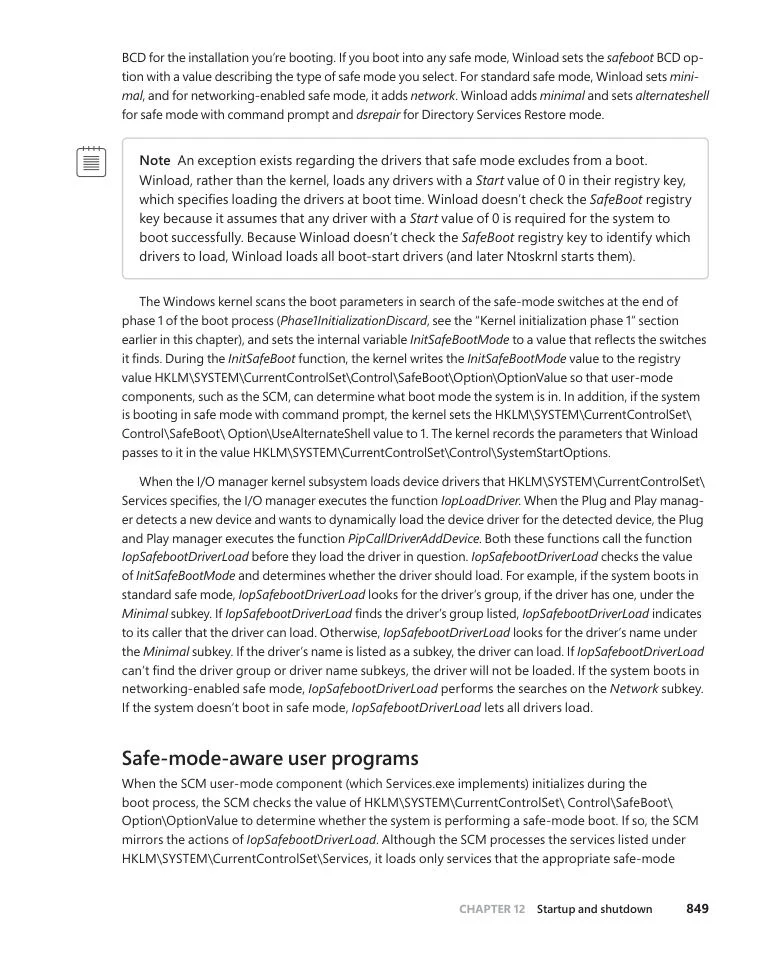 BCD for the installation you’re booting. If you boot into any safe mode, Winload sets the safeboot BCD op-
tion with a value describing the type of safe mode you select. For standard safe mode, Winload sets mini-
mal, and for networking-enabled safe mode, it adds network. Winload adds minimal and sets alternateshell
for safe mode with command prompt and dsrepair for Directory Services Restore mode.
Note An exception exists regarding the drivers that safe mode excludes from a boot.
Winload, rather than the kernel, loads any drivers with a Start value of 0 in their registry key,
which specifies loading the drivers at boot time. Winload doesn’t check the SafeBoot registry
key because it assumes that any driver with a Start value of 0 is required for the system to
boot successfully. Because Winload doesn’t check the SafeBoot registry key to identify which
drivers to load, Winload loads all boot-start drivers (and later Ntoskrnl starts them).
The Windows kernel scans the boot parameters in search of the safe-mode switches at the end of
phase 1 of the boot process (Phase1InitializationDiscard, see the “Kernel initialization phase 1” section
earlier in this chapter), and sets the internal variable InitSafeBootMode to a value that reflects the switches
it finds. During the InitSafeBoot function, the kernel writes the InitSafeBootMode value to the registry
value HKLM\SYSTEM\CurrentControlSet\Control\SafeBoot\Option\OptionValue so that user-mode
components, such as the SCM, can determine what boot mode the system is in. In addition, if the system
is booting in safe mode with command prompt, the kernel sets the HKLM\SYSTEM\CurrentControlSet\
Control\SafeBoot\ Option\UseAlternateShell value to 1. The kernel records the parameters that Winload
passes to it in the value HKLM\SYSTEM\CurrentControlSet\Control\SystemStartOptions.
When the I/O manager kernel subsystem loads device drivers that HKLM\SYSTEM\CurrentControlSet\
Services specifies, the I/O manager executes the function IopLoadDriver. When the Plug and Play manag-
er detects a new device and wants to dynamically load the device driver for the detected device, the Plug
and Play manager executes the function PipCallDriverAddDevice. Both these functions call the function
IopSafebootDriverLoad before they load the driver in question. IopSafebootDriverLoad checks the value
of InitSafeBootMode and determines whether the driver should load. For example, if the system boots in
standard safe mode, IopSafebootDriverLoad looks for the driver’s group, if the driver has one, under the
Minimal subkey. If IopSafebootDriverLoad finds the driver’s group listed, IopSafebootDriverLoad indicates
to its caller that the driver can load. Otherwise, IopSafebootDriverLoad looks for the driver’s name under
the Minimal subkey. If the driver’s name is listed as a subkey, the driver can load. If IopSafebootDriverLoad
can’t find the driver group or driver name subkeys, the driver will not be loaded. If the system boots in
networking-enabled safe mode, IopSafebootDriverLoad performs the searches on the Network subkey.
If the system doesn’t boot in safe mode, IopSafebootDriverLoad lets all drivers load.
Safe-mode-aware user programs
When the SCM user-mode component (which Services.exe implements) initializes during the
boot process, the SCM checks the value of HKLM\SYSTEM\CurrentControlSet\ Control\SafeBoot\
Option\OptionValue to determine whether the system is performing a safe-mode boot. If so, the SCM
mirrors the actions of IopSafebootDriverLoad. Although the SCM processes the services listed under
HKLM\SYSTEM\CurrentControlSet\Services, it loads only services that the appropriate safe-mode
CHAPTER 12 Startup and shutdown 849